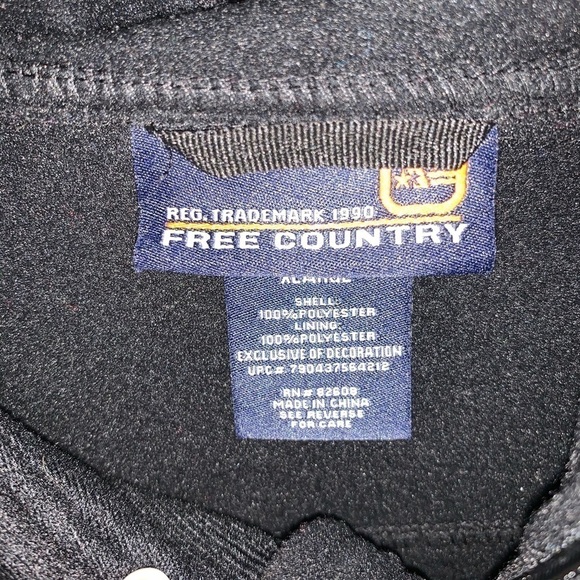 REG. TRADEMARK 1990
FREE COUNTRY
XLARGE
SHELL:
100%POLYESTER
LINING:
100%POLYESTER
EXCLUSIVE OF DECORATION
UPC# 790437564212
RN# 82608
MADE IN CHINA
SEE REVERSE
FOR CARE